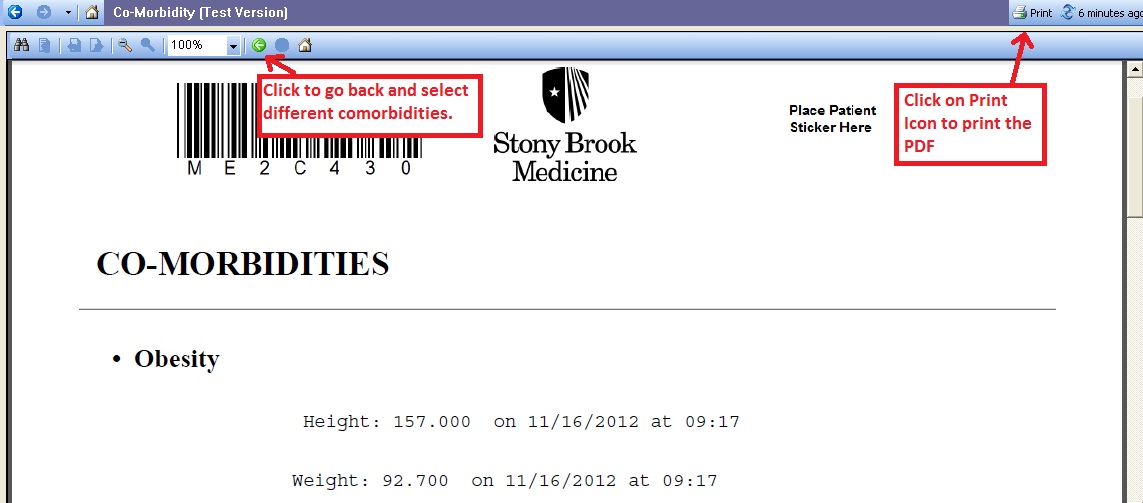 Co-Morbidity (Test Version)
Print 6 minutes ago
100%
Click to go back and select
different comorbidities.
M E 2 C 4 3 0
Stony Brook
Medicine
Place Patient
Sticker Here
Click on Print
Icon to print the
PDF
CO-MORBIDITIES
• Obesity
Height: 157.000 on 11/16/2012 at 09:17
Weight: 92.700 on 11/16/2012 at 09:17